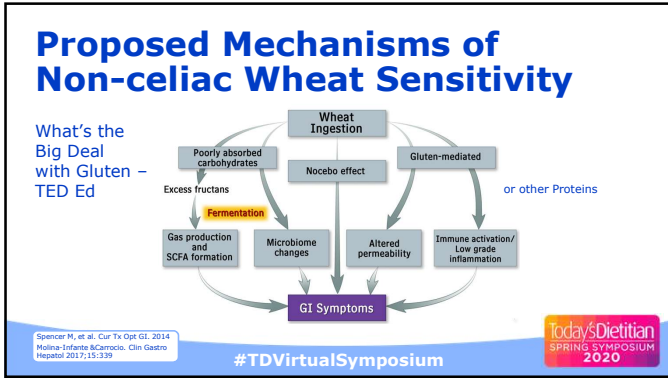 Proposed Mechanisms of
Non-celiac Wheat Sensitivity
What's the
Big Deal
with Gluten –
TED Ed
Wheat
Ingestion
Poorly absorbed
carbohydrates
Nocebo effect
Gluten-mediated
or other Proteins
Excess fructans
Fermentation
Gas production
and
SCFA formation
Microbiome
changes
Altered
permeability
Immune activation/
Low grade
inflammation
GI Symptoms
Spencer M, et al. Cur Tx Opt GI. 2014
Molina-Infante &Carrocio. Clin Gastro
Hepatol 2017;15:339
#TDVirtualSymposium
Today'sDietitian
SPRING SYMPOSIUM
2020